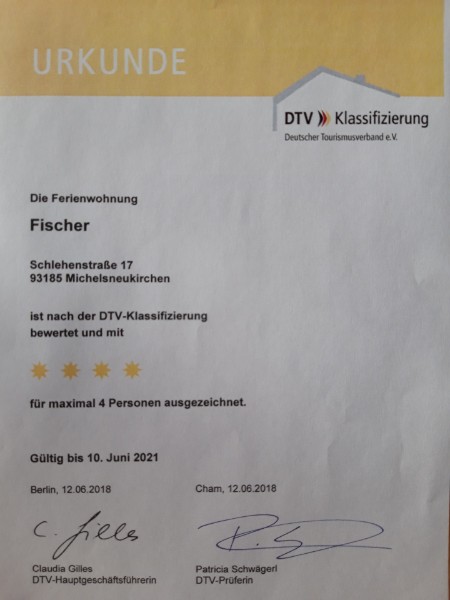 URKUNDE
DTV Klassifizierung
Deutscher Tourismusverband e.V.
Die Ferienwohnung
Fischer
Schlehenstraße 17
93185 Michelsneukirchen
ist nach der DTV-Klassifizierung
bewertet und mit
für maximal 4 Personen ausgezeichnet.
Gültig bis 10. Juni 2021
Berlin, 12.06.2018
Cham, 12.06.2018
C. Gilles
Claudia Gilles
DTV-Hauptgeschäftsführerin
Patricia Schwägerl
DTV-Prüferin